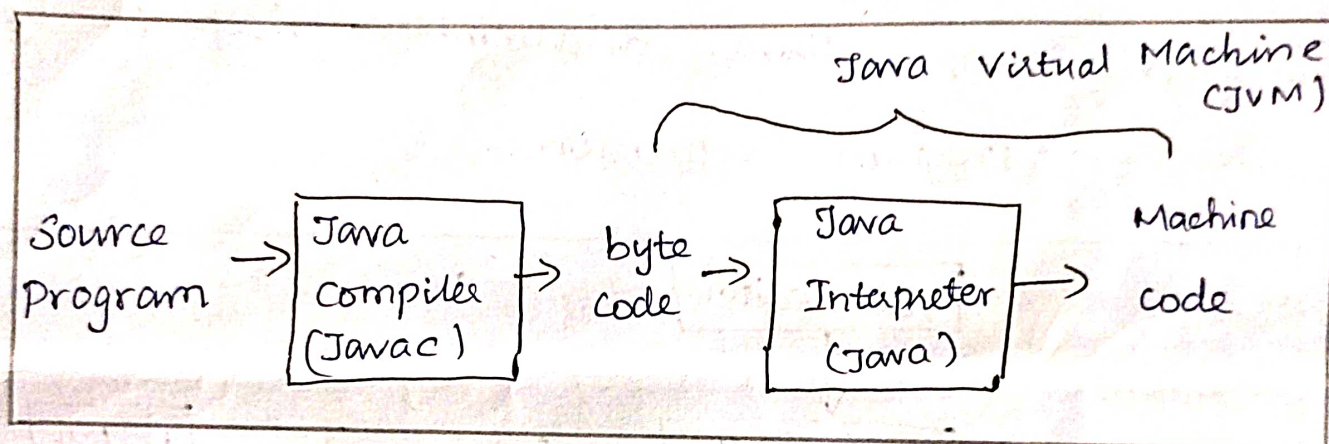 Java Virtual Machine
(JVM)
Source
Program
Java
Compiler
(Javac)
byte
code
Java
Interpreter
(Java)
Machine
code